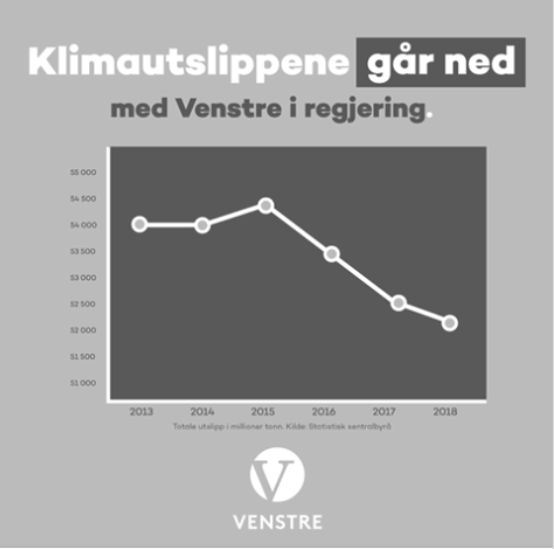 Klimautslippene går ned
med Venstre i regjering.
55 000
54 500
54 000
53 500
53 000
52 500
52 000
51 500
51 000
2013 2014 2015 2016 2017 2018
Totale utslipp i millioner tonn. Kilde: Statistisk sentralbyrå
V
VENSTRE